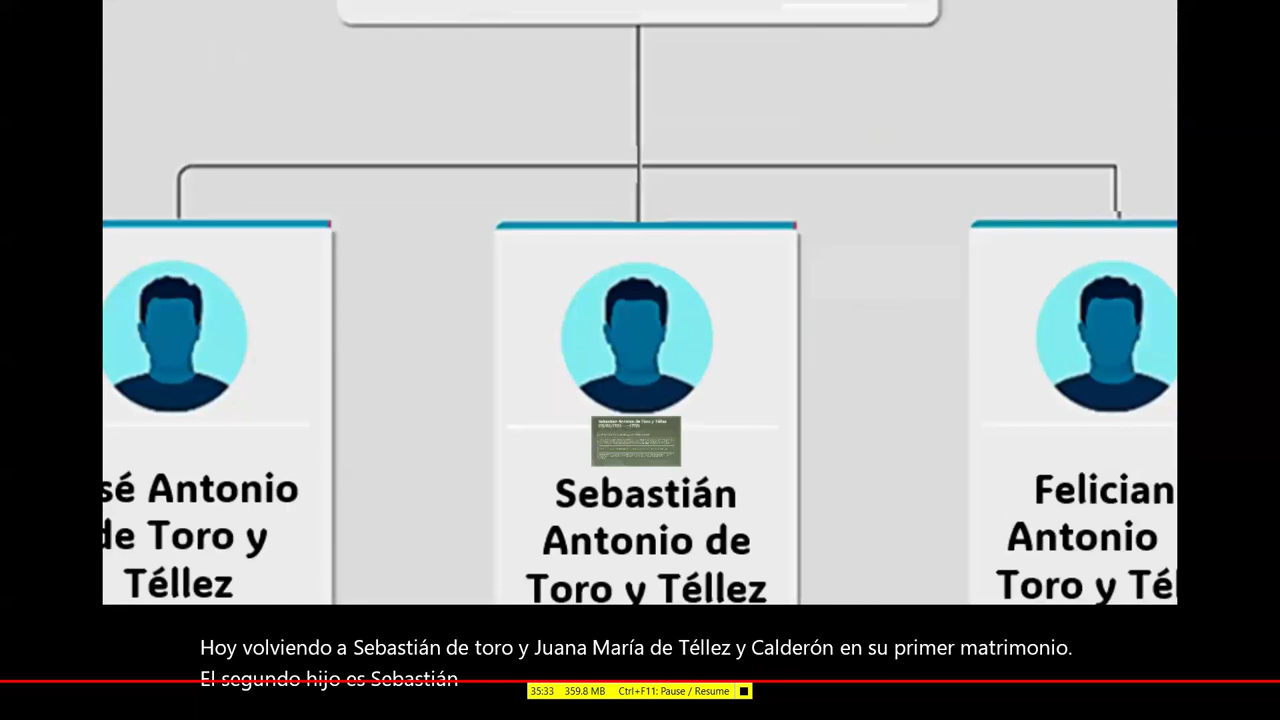 sé Antonio
de Toro y
Téllez
Sebastián
Antonio de
Toro y Téllez
Felician
Antonio
Toro y Tél
Hoy volviendo a Sebastián de toro y Juana María de Téllez y Calderón en su primer matrimonio.
El segundo hijo es Sebastián
35:33 359.8 MB Ctrl+F11: Pause / Resume